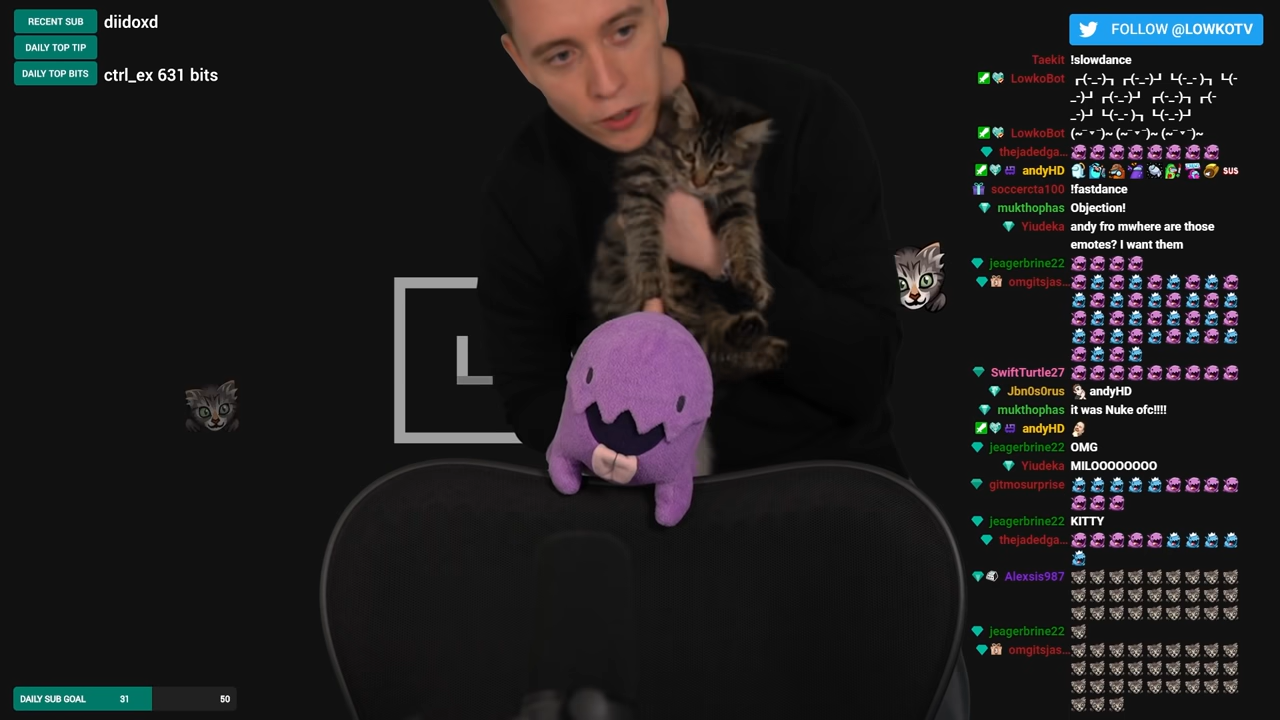 RECENT SUB diidoxd
DAILY TOP TIP
DAILY TOP BITS ctrl_ex 631 bits
FOLLOW @LOWKOTV
Taekit !slowdance
LowkoBot ┏(-_-)┓ ┏(-_-)┛ ┗(-_- )┓ ┗(-
_-)┛ ┏(-_-)┛ ┏(-_-)┓ ┏(-
_-)┛ ┗(-_- )┓ ┗(-_-)┛
LowkoBot (~˘▾˘)~ (~˘▾˘)~ (~˘▾˘)~
thejadedga...
andyHD SUS
soccercta100 !fastdance
mukthophas Objection!
Yiudeka andy fro mwhere are those
emotes? I want them
jeagerbrine22
omgitsjas...
SwiftTurtle27
Jbn0s0rus andyHD
mukthophas it was Nuke ofc!!!!
andyHD
jeagerbrine22 OMG
Yiudeka MILOOOOOOOO
gitmosurprise
jeagerbrine22 KITTY
thejadedga...
Alexsis987
jeagerbrine22
omgitsjas...
L
DAILY SUB GOAL 31 50